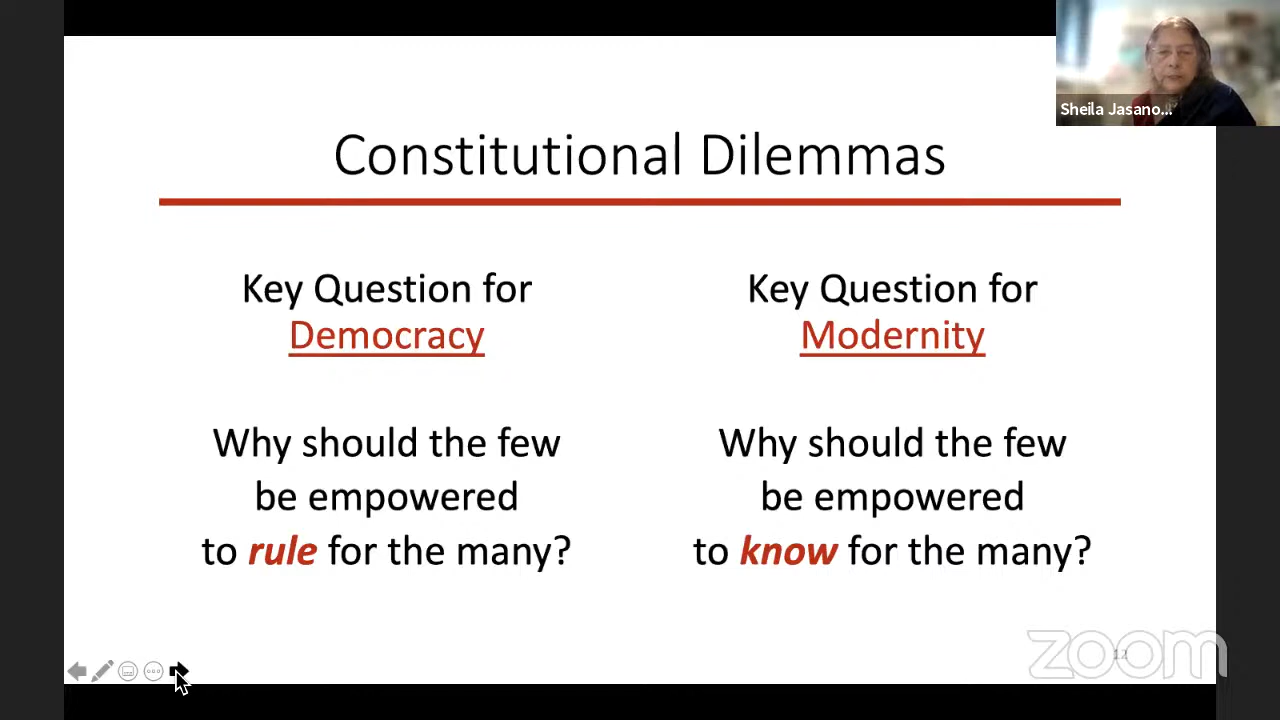 Sheila Jasano...
Constitutional Dilemmas
Key Question for
Democracy
Why should the few
be empowered
to rule for the many?
Key Question for
Modernity
Why should the few
be empowered
to know for the many?
12
zoom